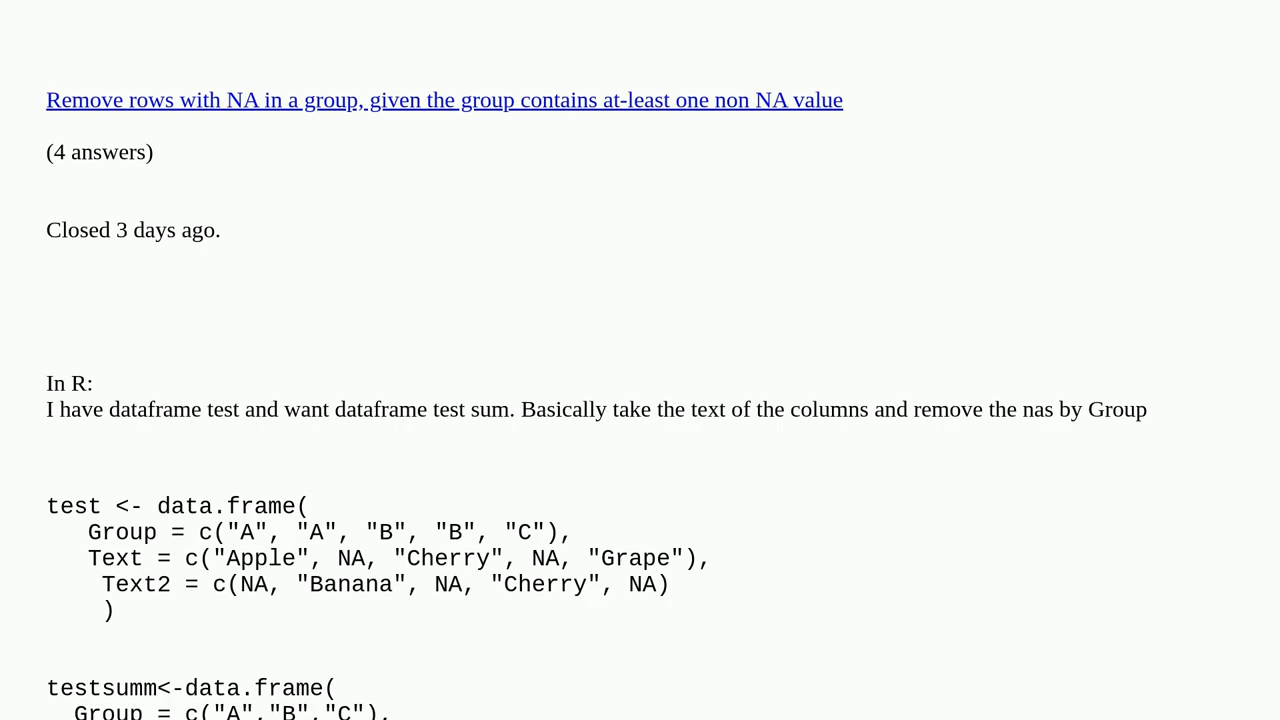 Remove rows with NA in a group, given the group contains at-least one non NA value
(4 answers)
Closed 3 days ago.
In R:
I have dataframe test and want dataframe test sum. Basically take the text of the columns and remove the nas by Group
test <- data.frame(
   Group = c("A", "A", "B", "B", "C"),
   Text = c("Apple", NA, "Cherry", NA, "Grape"),
    Text2 = c(NA, "Banana", NA, "Cherry", NA)
    )
testsumm<-data.frame(
  Group = c("A","B","C"),